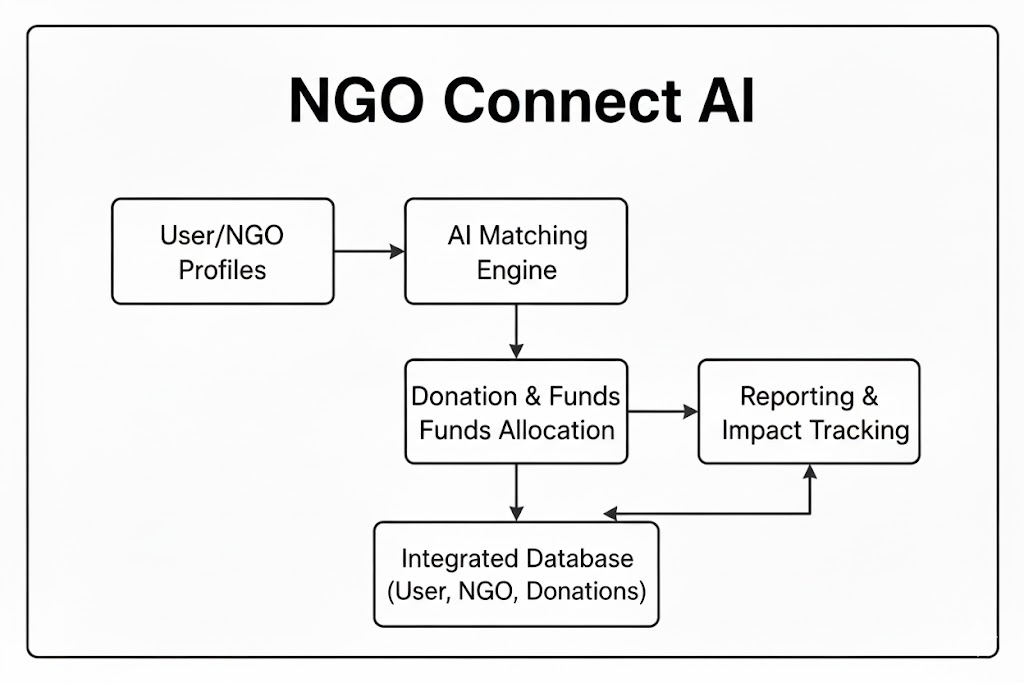 NGO Connect AI
User/NGO
Profiles
AI Matching
Engine
Donation & Funds
Funds Allocation
Reporting &
Impact Tracking
Integrated Database
(User, NGO, Donations)